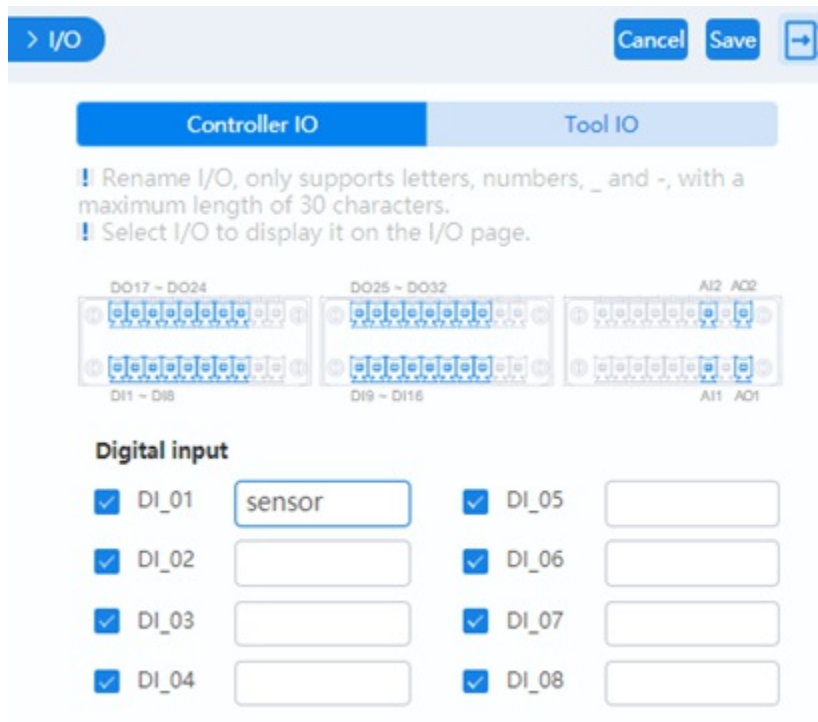 > I/O
Cancel Save
Controller IO Tool IO
! Rename I/O, only supports letters, numbers, _ and -, with a
maximum length of 30 characters.
! Select I/O to display it on the I/O page.
DO17 ~ DO24 DO25 ~ DO32 AI2 AO2
DI1 ~ DI8 DI9 ~ DI16 AI1 AO1
Digital input
DI_01 sensor DI_05
DI_02 DI_06
DI_03 DI_07
DI_04 DI_08